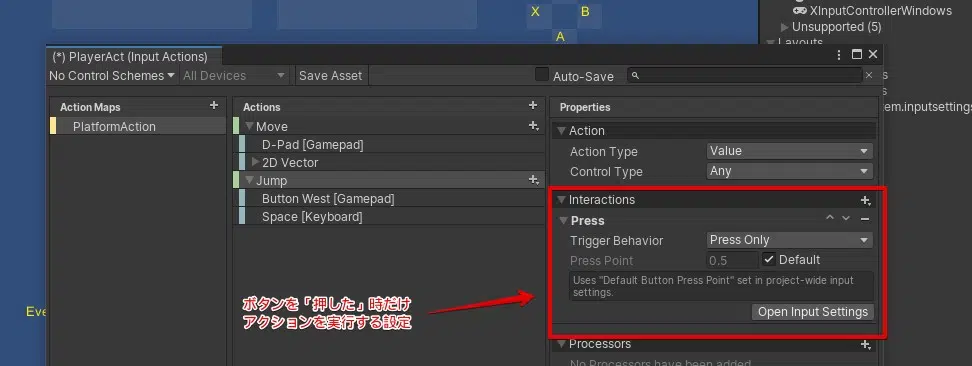 X
B
A
XInputControllerWindows
Unsupported (5)
Layouts
(*) PlayerAct (Input Actions)
No Control Schemes
All Devices
Save Asset
Auto-Save
Action Maps
Actions
Properties
PlatformAction
Move
D-Pad [Gamepad]
2D Vector
Jump
Button West [Gamepad]
Space [Keyboard]
Action
Action Type
Value
Control Type
Any
Interactions
Press
Trigger Behavior
Press Only
Press Point
0.5
Default
Uses "Default Button Press Point" set in project-wide input
settings.
Open Input Settings
Processors
No Processors have been added.
ボタンを「押した」時だけ
アクションを実行する設定
Eve
s
s
em.inputsettings